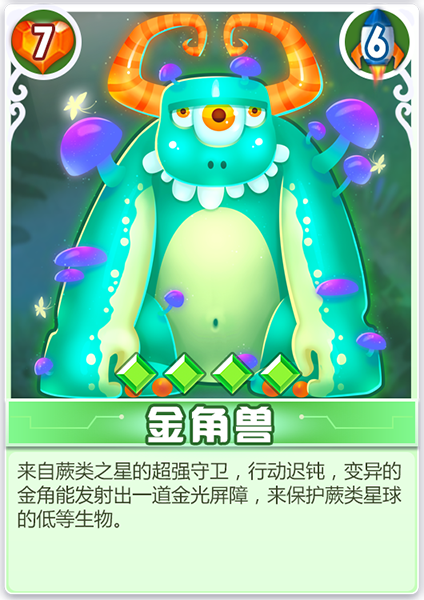 7
6
金角兽
来自蕨类之星的超强守卫，行动迟钝，变异的
金角能发射出一道金光屏障，来保护蕨类星球
的低等生物。